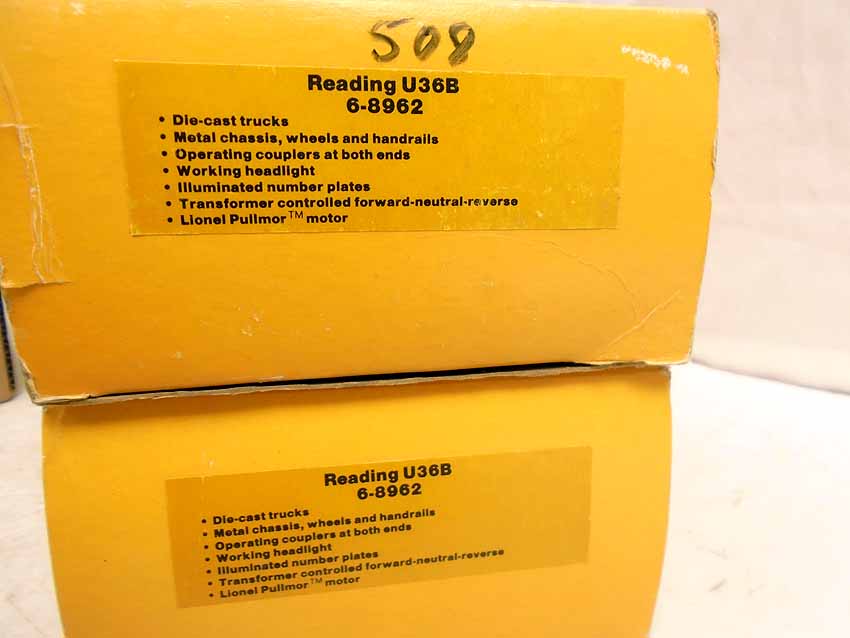 508
Reading U36B
6-8962
• Die-cast trucks
• Metal chassis, wheels and handrails
• Operating couplers at both ends
• Working headlight
• Illuminated number plates
• Transformer controlled forward-neutral-reverse
• Lionel Pullmor™ motor
Reading U36B
6-8962
• Die-cast trucks
• Metal chassis, wheels and handrails
• Operating couplers at both ends
• Working headlight
• Illuminated number plates
• Transformer controlled forward-neutral-reverse
• Lionel Pullmor™ motor